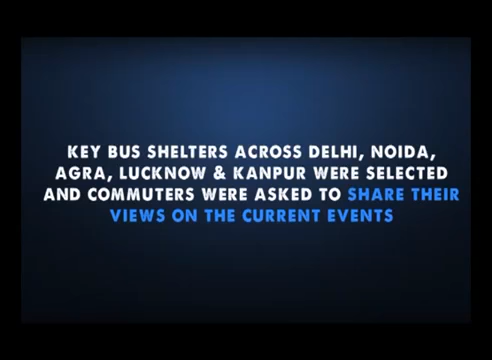 KEY BUS SHELTERS ACROSS DELHI, NOIDA,
AGRA, LUCKNOW & KANPUR WERE SELECTED
AND COMMUTERS WERE ASKED TO SHARE THEIR
VIEWS ON THE CURRENT EVENTS